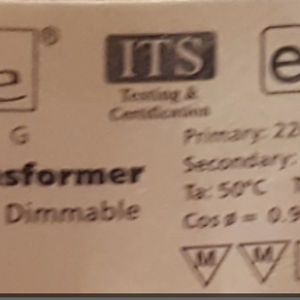 e ® ITS e
Testing &
Certification
G
Primary: 22
sformer
Secondary:
Ta: 50°C T
Dimmable
Cos ø = 0.9
M M